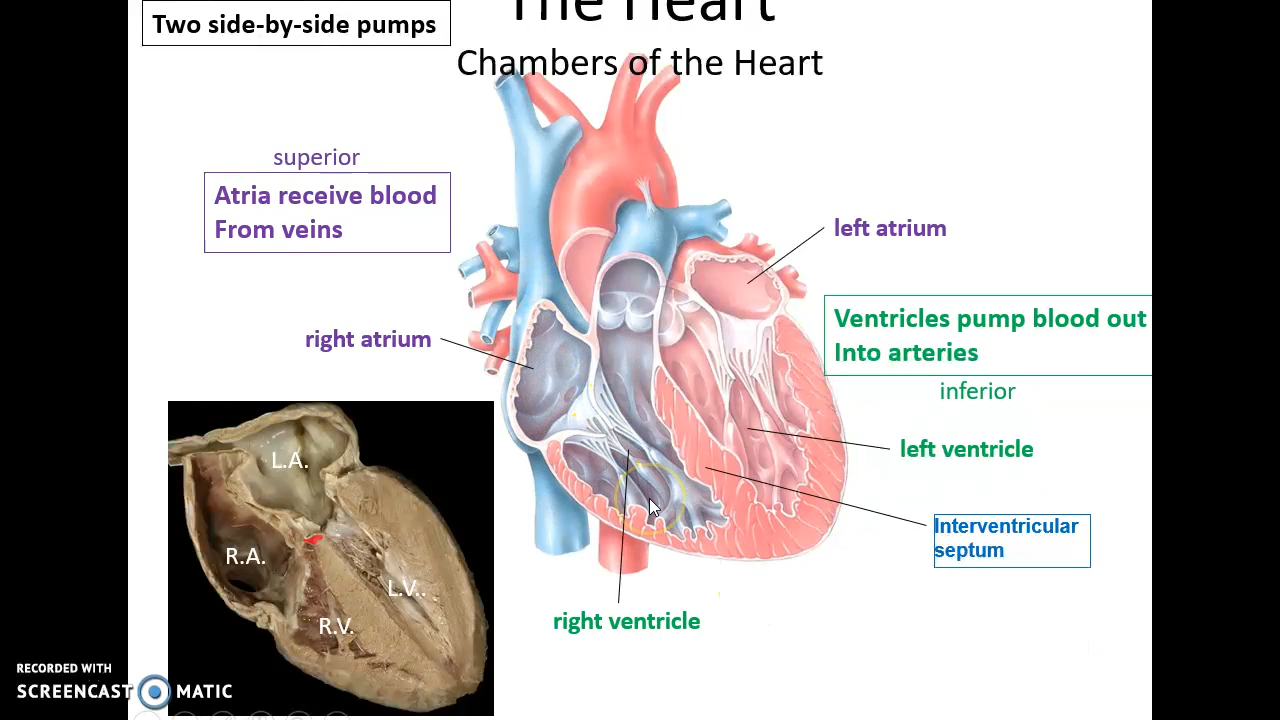 The Heart
Two side-by-side pumps
Chambers of the Heart
superior
Atria receive blood
From veins
left atrium
Ventricles pump blood out
Into arteries
right atrium
inferior
left ventricle
L.A.
Interventricular
septum
R.A.
L.V..
R.V.
right ventricle
RECORDED WITH
SCREENCAST MATIC